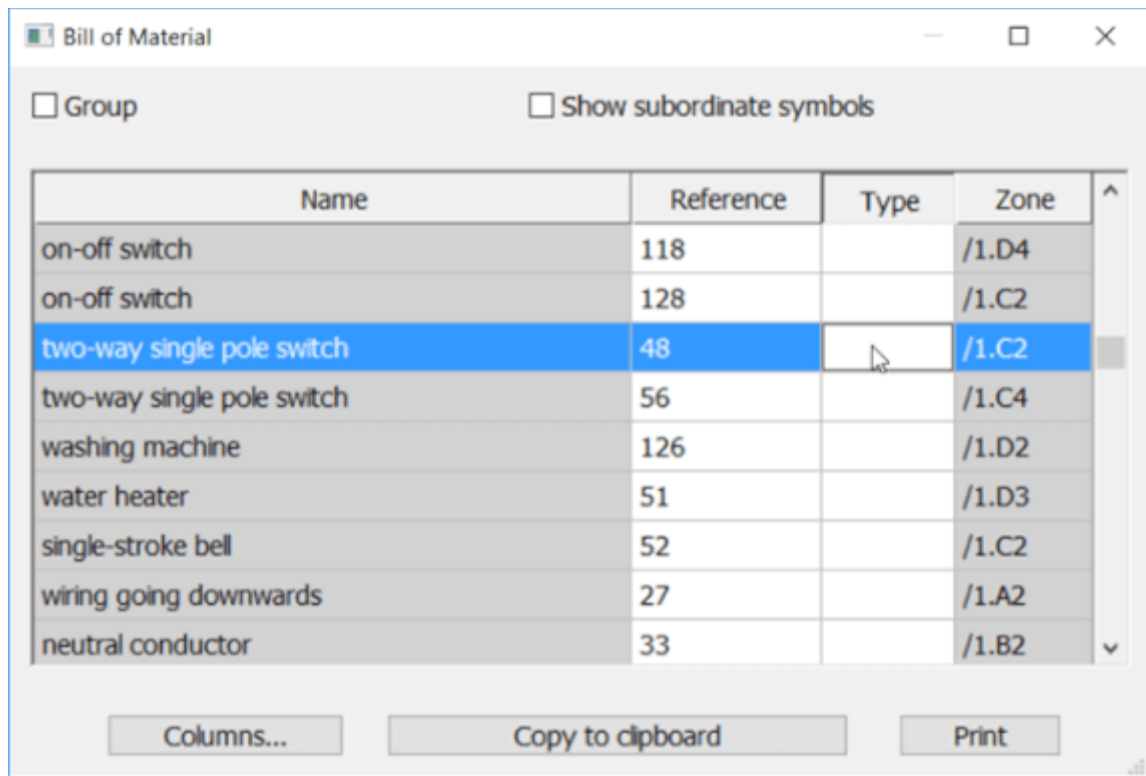 Bill of Material
Group Show subordinate symbols
Name Reference Type Zone
on-off switch 118 /1.D4
on-off switch 128 /1.C2
two-way single pole switch 48 /1.C2
two-way single pole switch 56 /1.C4
washing machine 126 /1.D2
water heater 51 /1.D3
single-stroke bell 52 /1.C2
wiring going downwards 27 /1.A2
neutral conductor 33 /1.B2
Columns... Copy to clipboard Print